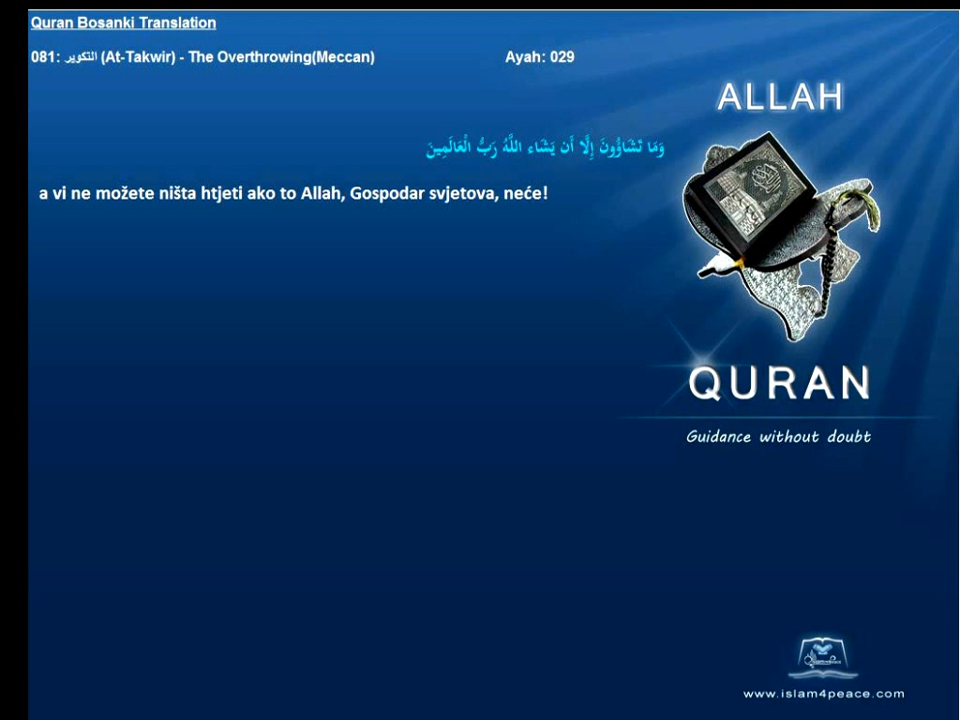 Quran Bosanki Translation
081: التكوير (At-Takwir) - The Overthrowing(Meccan) Ayah: 029
ALLAH
وَمَا تَشَاؤُونَ إِلَّا أَن يَشَاء اللَّهُ رَبُّ الْعَالَمِينَ
a vi ne možete ništa htjeti ako to Allah, Gospodar svjetova, neće!
QURAN
Guidance without doubt
www.islam4peace.com